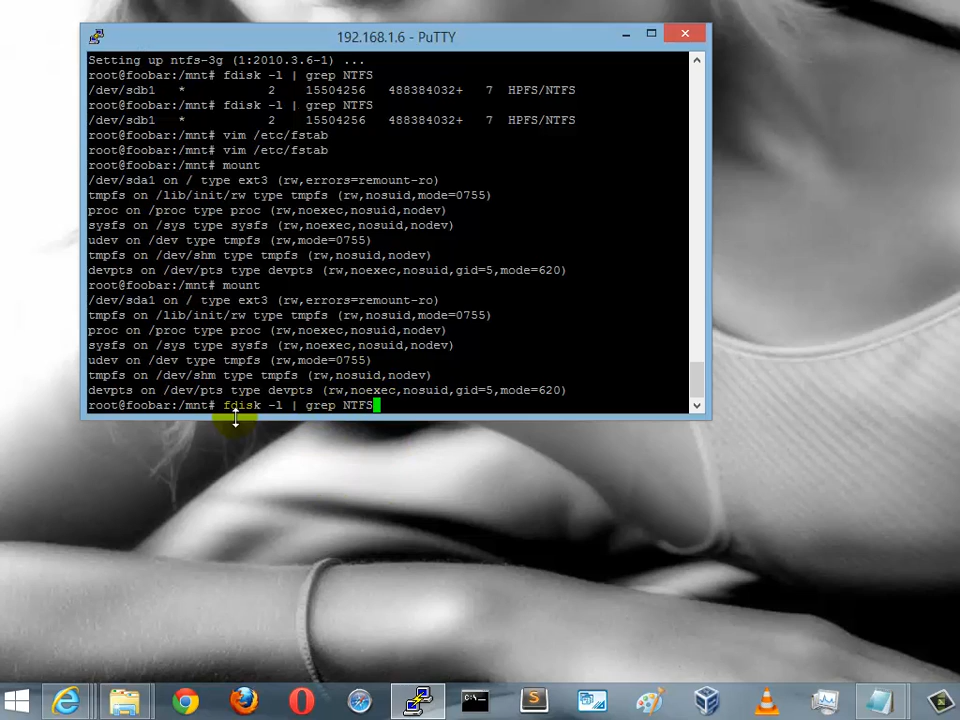 192.168.1.6 - PuTTY
Setting up ntfs-3g (1:2010.3.6-1) ...
root@foobar:/mnt# fdisk -l | grep NTFS
/dev/sdb1   *           2    15504256   488384032+   7  HPFS/NTFS
root@foobar:/mnt# fdisk -l | grep NTFS
/dev/sdb1   *           2    15504256   488384032+   7  HPFS/NTFS
root@foobar:/mnt# vim /etc/fstab
root@foobar:/mnt# vim /etc/fstab
root@foobar:/mnt# mount
/dev/sda1 on / type ext3 (rw,errors=remount-ro)
tmpfs on /lib/init/rw type tmpfs (rw,nosuid,mode=0755)
proc on /proc type proc (rw,noexec,nosuid,nodev)
sysfs on /sys type sysfs (rw,noexec,nosuid,nodev)
udev on /dev type tmpfs (rw,mode=0755)
tmpfs on /dev/shm type tmpfs (rw,nosuid,nodev)
devpts on /dev/pts type devpts (rw,noexec,nosuid,gid=5,mode=620)
root@foobar:/mnt# mount
/dev/sda1 on / type ext3 (rw,errors=remount-ro)
tmpfs on /lib/init/rw type tmpfs (rw,nosuid,mode=0755)
proc on /proc type proc (rw,noexec,nosuid,nodev)
sysfs on /sys type sysfs (rw,noexec,nosuid,nodev)
udev on /dev type tmpfs (rw,mode=0755)
tmpfs on /dev/shm type tmpfs (rw,nosuid,nodev)
devpts on /dev/pts type devpts (rw,noexec,nosuid,gid=5,mode=620)
root@foobar:/mnt# fdisk -l | grep NTFS